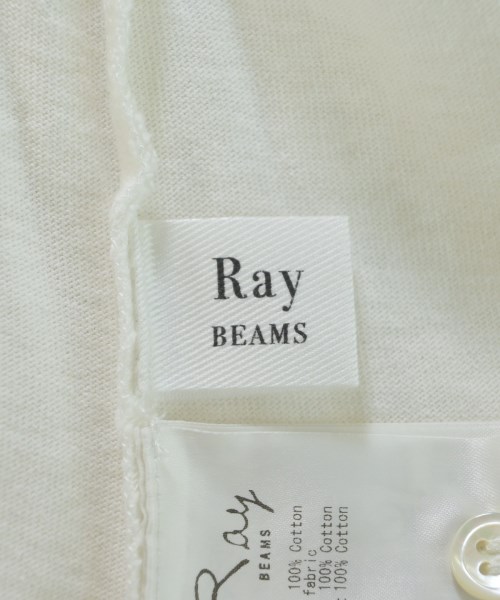 Ray
BEAMS
Ray
BEAMS
100% Cotton
fabric
100% Cotton
: 100% Cotton